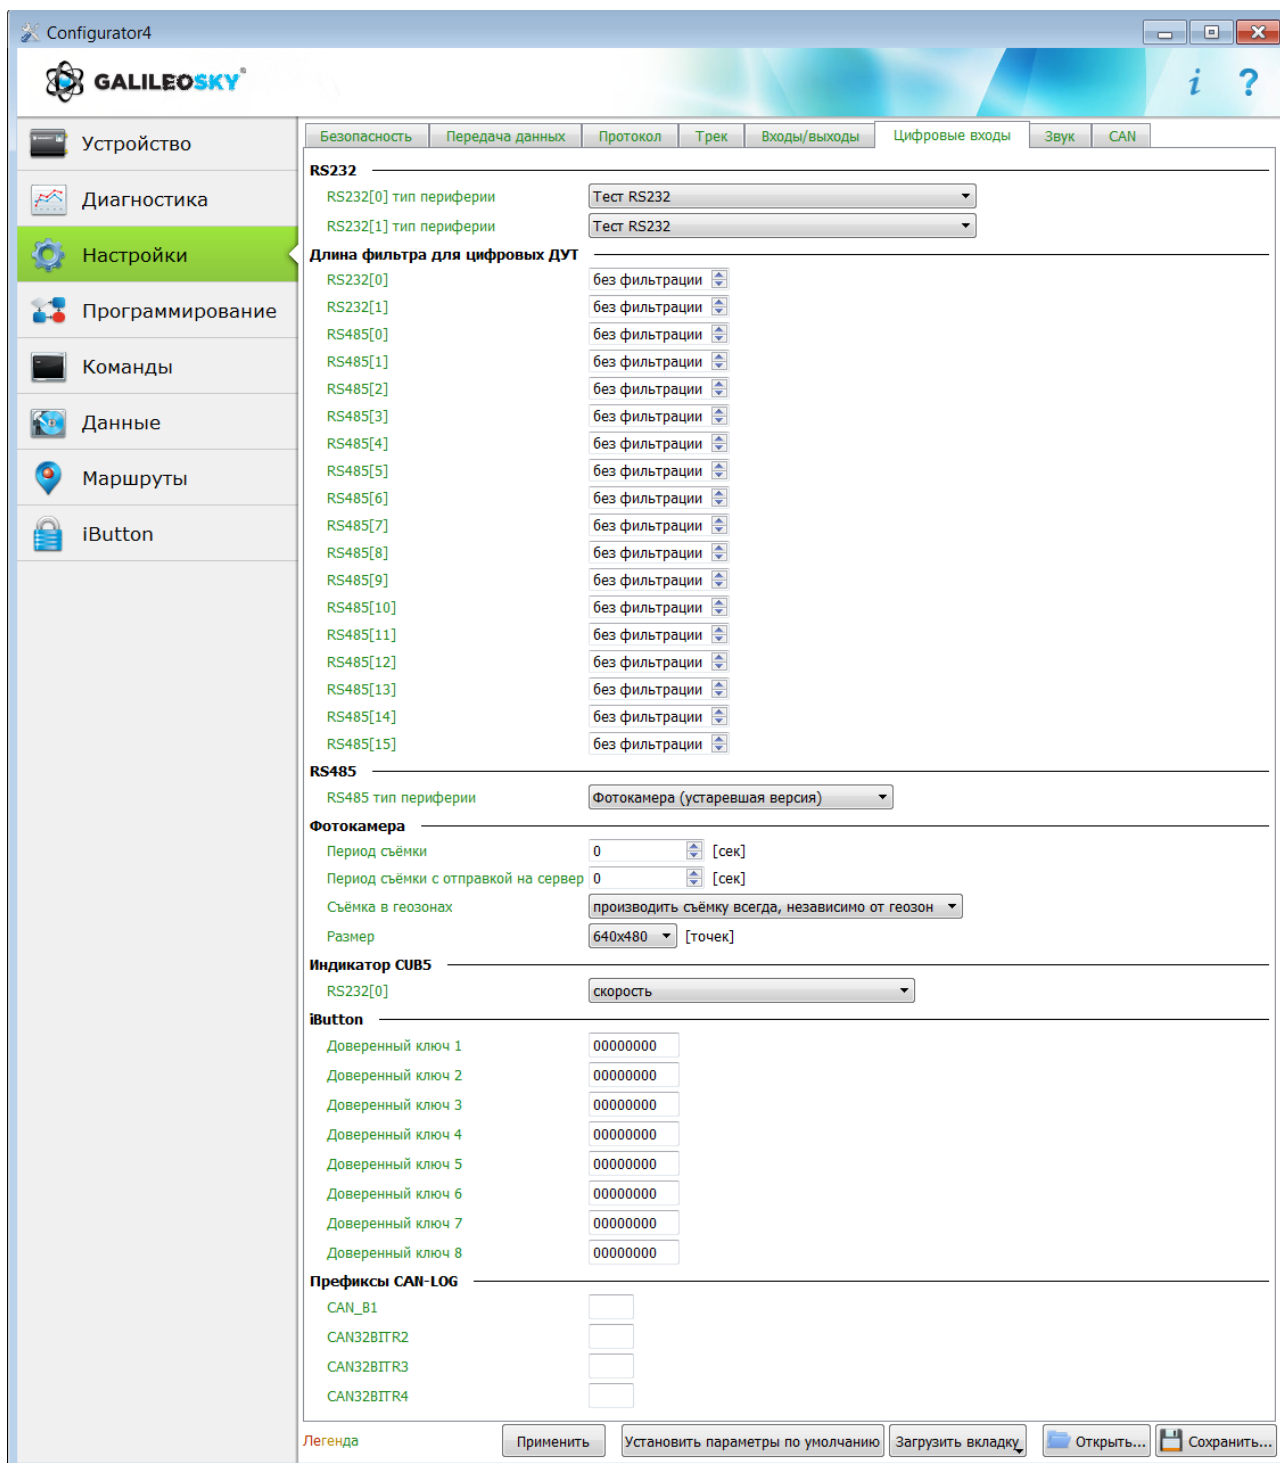 Configurator4
GALILEOSKY®
i ?
Устройство
Диагностика
Настройки
Программирование
Команды
Данные
Маршруты
iButton
Безопасность Передача данных Протокол Трек Входы/выходы Цифровые входы Звук CAN
RS232
RS232[0] тип периферии Тест RS232
RS232[1] тип периферии Тест RS232
Длина фильтра для цифровых ДУТ
RS232[0] без фильтрации
RS232[1] без фильтрации
RS485[0] без фильтрации
RS485[1] без фильтрации
RS485[2] без фильтрации
RS485[3] без фильтрации
RS485[4] без фильтрации
RS485[5] без фильтрации
RS485[6] без фильтрации
RS485[7] без фильтрации
RS485[8] без фильтрации
RS485[9] без фильтрации
RS485[10] без фильтрации
RS485[11] без фильтрации
RS485[12] без фильтрации
RS485[13] без фильтрации
RS485[14] без фильтрации
RS485[15] без фильтрации
RS485
RS485 тип периферии Фотокамера (устаревшая версия)
Фотокамера
Период съёмки 0 [сек]
Период съёмки с отправкой на сервер 0 [сек]
Съёмка в геозонах производить съёмку всегда, независимо от геозон
Размер 640x480 [точек]
Индикатор CUB5
RS232[0] скорость
iButton
Доверенный ключ 1 00000000
Доверенный ключ 2 00000000
Доверенный ключ 3 00000000
Доверенный ключ 4 00000000
Доверенный ключ 5 00000000
Доверенный ключ 6 00000000
Доверенный ключ 7 00000000
Доверенный ключ 8 00000000
Префиксы CAN-LOG
CAN_B1
CAN32BITR2
CAN32BITR3
CAN32BITR4
Легенда Применить Установить параметры по умолчанию Загрузить вкладку Открыть... Сохранить...